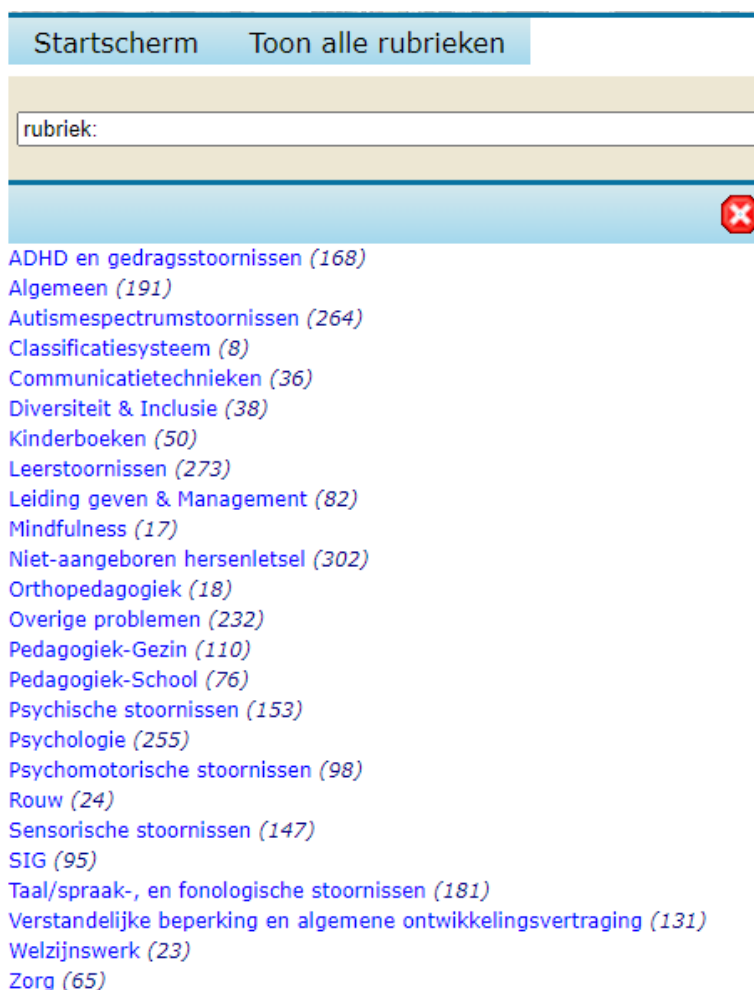 Startscherm Toon alle rubrieken
rubriek:
ADHD en gedragsstoornissen (168)
Algemeen (191)
Autismespectrumstoornissen (264)
Classificatiesysteem (8)
Communicatietechnieken (36)
Diversiteit & Inclusie (38)
Kinderboeken (50)
Leerstoornissen (273)
Leiding geven & Management (82)
Mindfulness (17)
Niet-aangeboren hersenletsel (302)
Orthopedagogiek (18)
Overige problemen (232)
Pedagogiek-Gezin (110)
Pedagogiek-School (76)
Psychische stoornissen (153)
Psychologie (255)
Psychomotorische stoornissen (98)
Rouw (24)
Sensorische stoornissen (147)
SIG (95)
Taal/spraak-, en fonologische stoornissen (181)
Verstandelijke beperking en algemene ontwikkelingsvertraging (131)
Welzijnswerk (23)
Zorg (65)